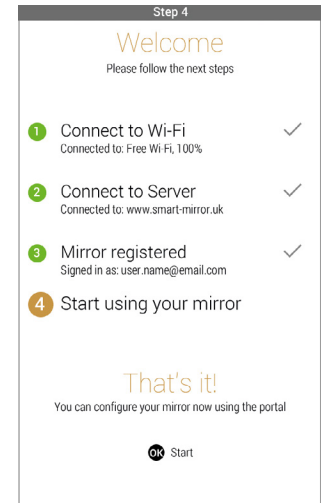 Step 4
Welcome
Please follow the next steps
1 Connect to Wi-Fi
Connected to: Free Wi-Fi, 100%
2 Connect to Server
Connected to: www.smart-mirror.uk
3 Mirror registered
Signed in as: user.name@email.com
4 Start using your mirror
That's it!
You can configure your mirror now using the portal
OK Start